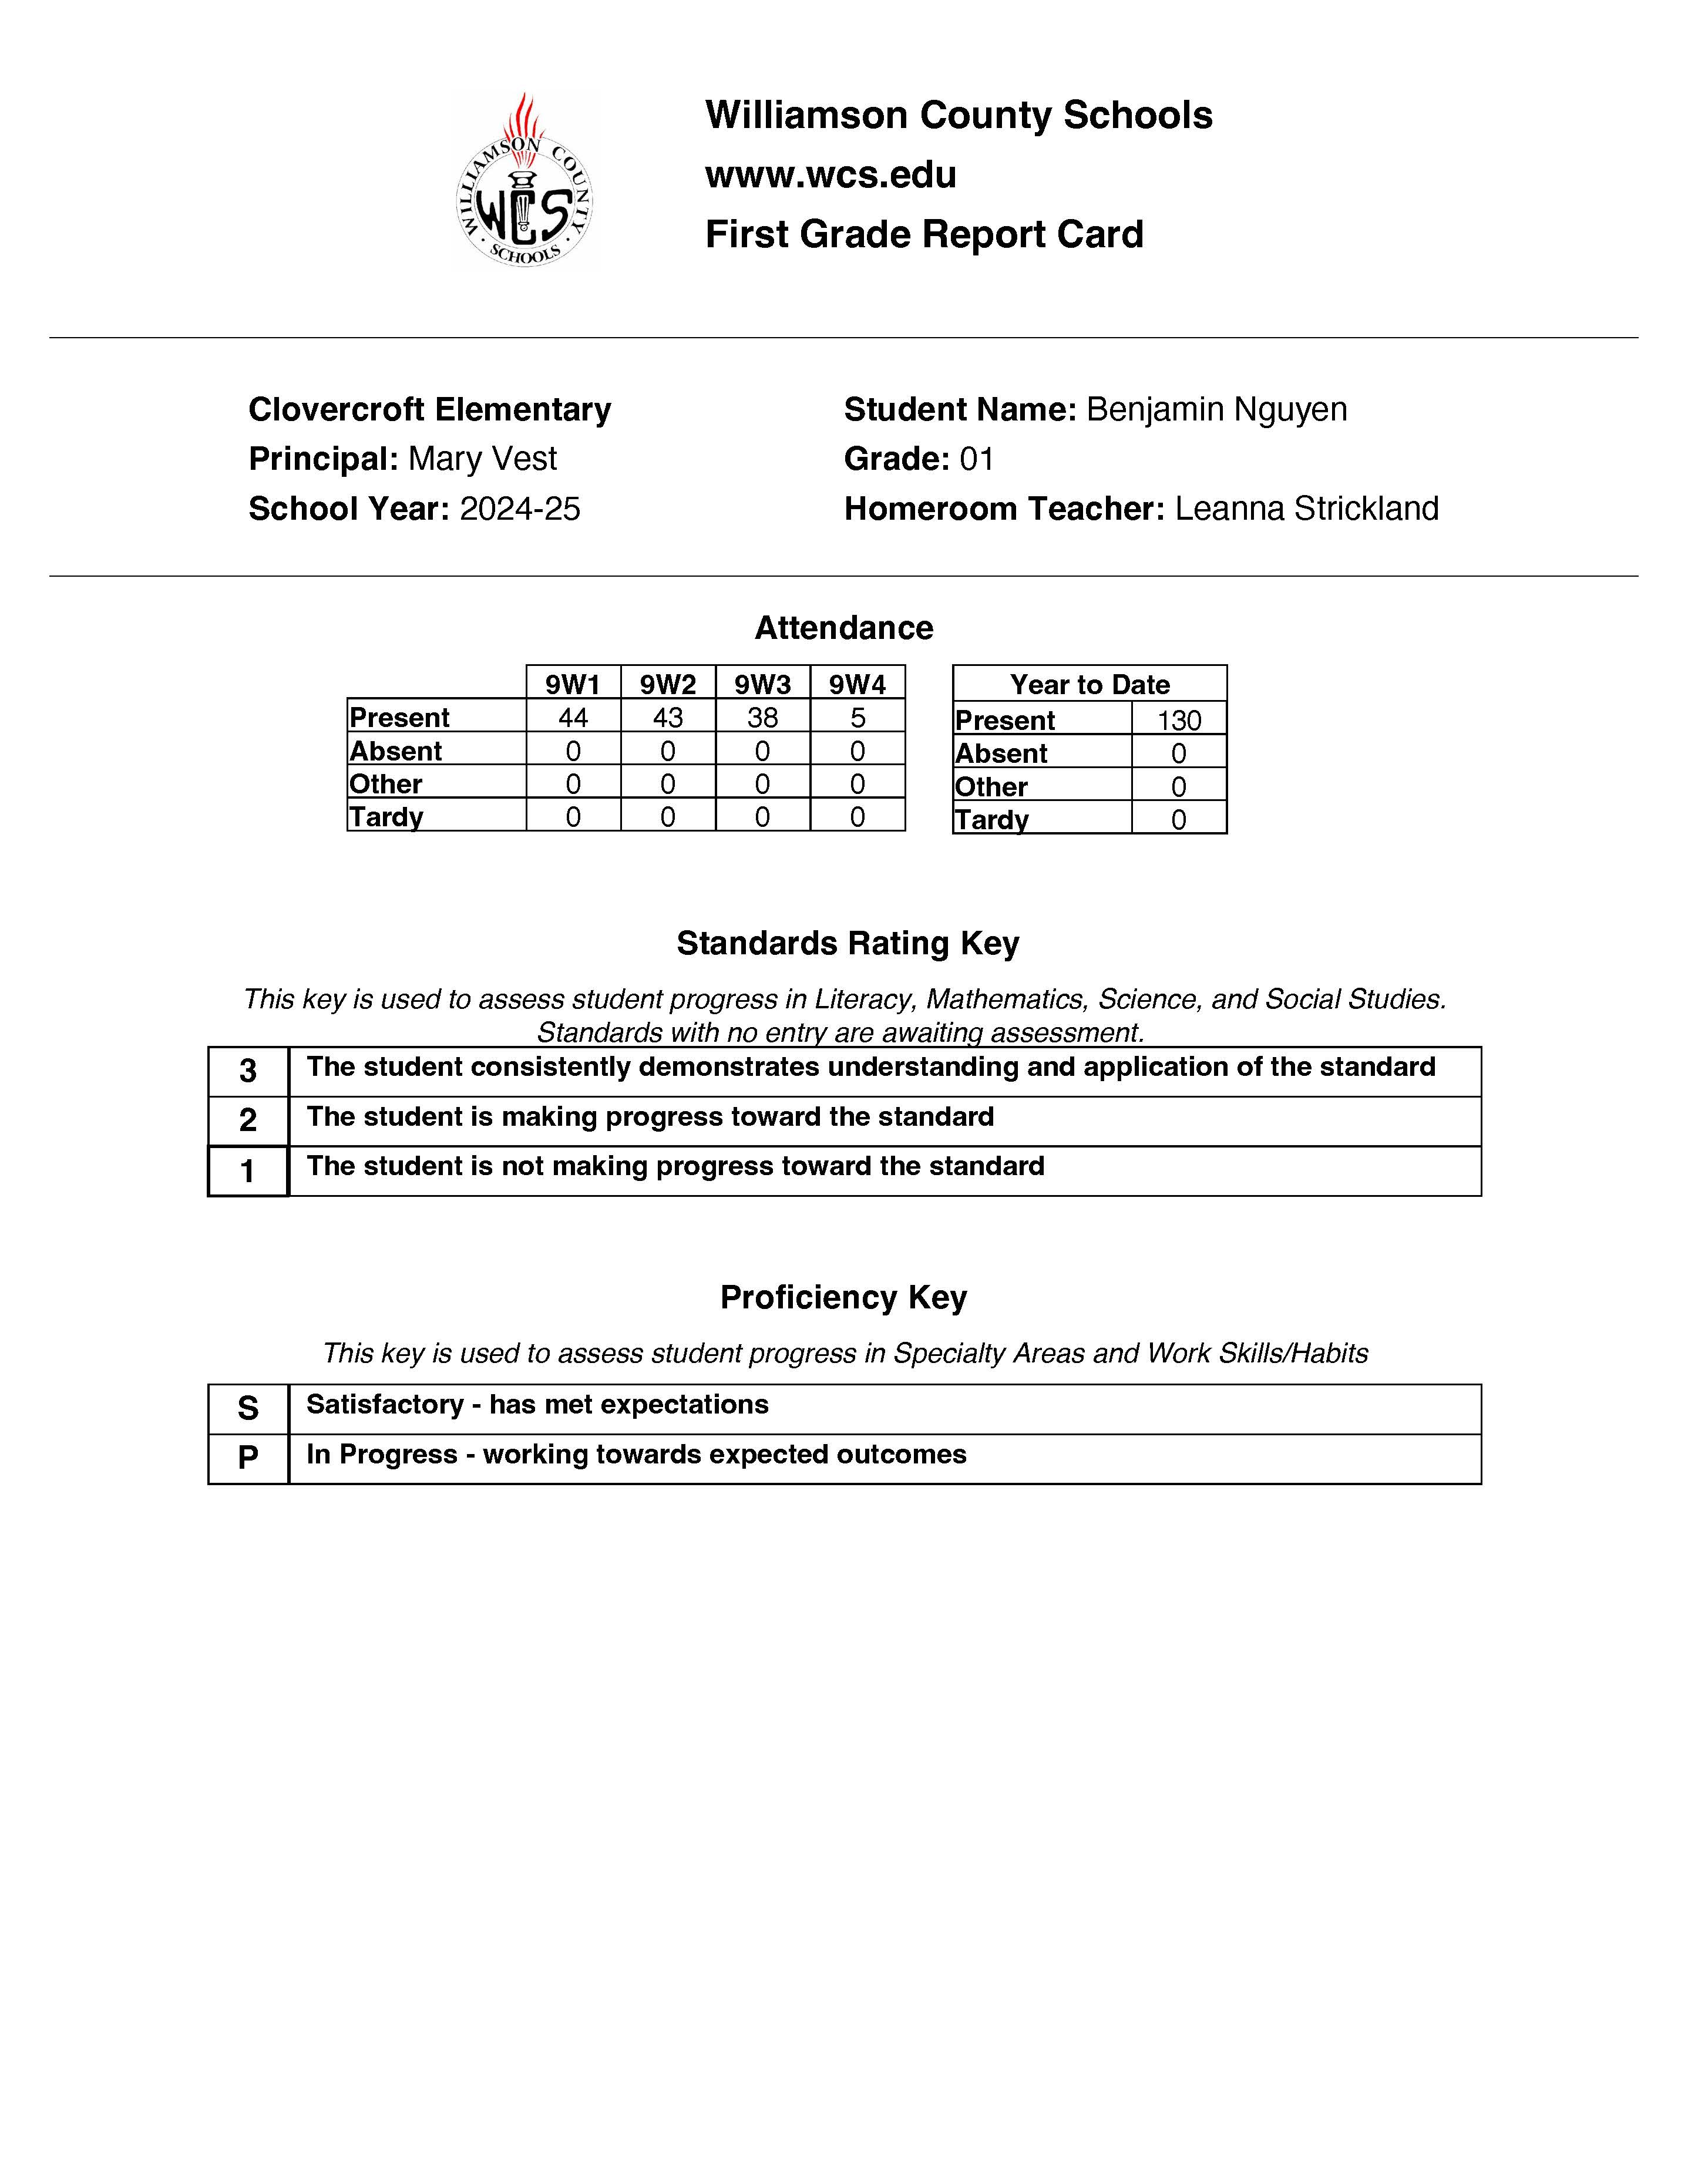 WILLIAMSON COUNTY
WCS
· SCHOOLS ·
Williamson County Schools
www.wcs.edu
First Grade Report Card
Clovercroft Elementary
Principal: Mary Vest
School Year: 2024-25
Student Name: Benjamin Nguyen
Grade: 01
Homeroom Teacher: Leanna Strickland
Attendance
9W1 9W2 9W3 9W4
Present 44 43 38 5
Absent 0 0 0 0
Other 0 0 0 0
Tardy 0 0 0 0
Year to Date
Present 130
Absent 0
Other 0
Tardy 0
Standards Rating Key
This key is used to assess student progress in Literacy, Mathematics, Science, and Social Studies.
Standards with no entry are awaiting assessment.
3 The student consistently demonstrates understanding and application of the standard
2 The student is making progress toward the standard
1 The student is not making progress toward the standard
Proficiency Key
This key is used to assess student progress in Specialty Areas and Work Skills/Habits
S Satisfactory - has met expectations
P In Progress - working towards expected outcomes